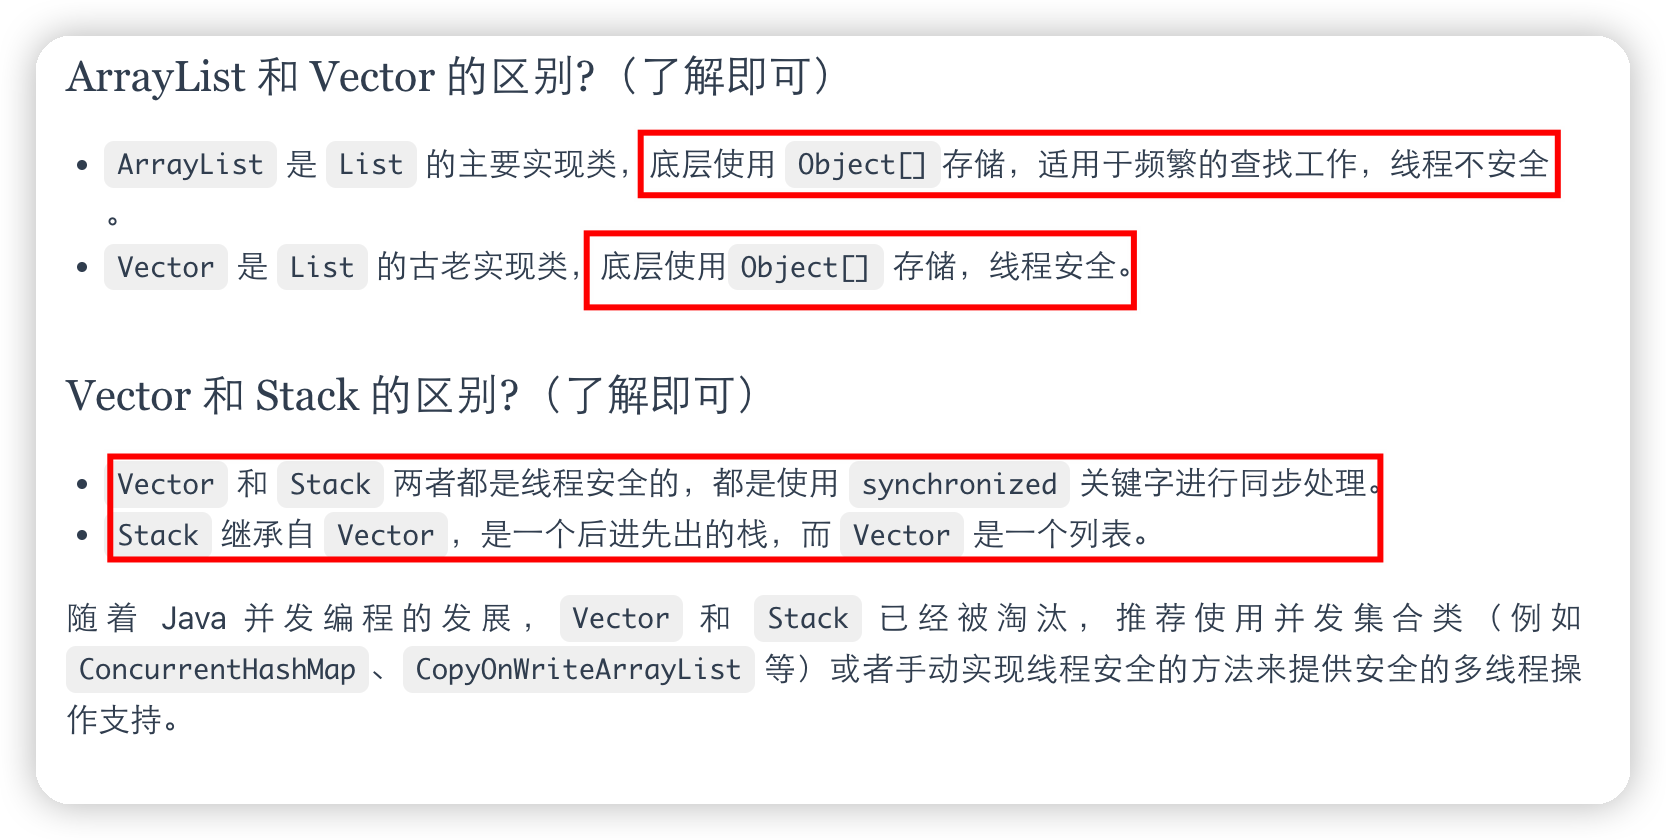 ArrayList 和 Vector 的区别?（了解即可）
ArrayList 是 List 的主要实现类，底层使用 Object[]存储，适用于频繁的查找工作，线程不安全
。
Vector 是 List 的古老实现类，底层使用Object[] 存储，线程安全。
Vector 和 Stack 的区别?（了解即可）
Vector 和 Stack 两者都是线程安全的，都是使用 synchronized 关键字进行同步处理。
Stack 继承自 Vector，是一个后进先出的栈，而 Vector 是一个列表。
随着 Java 并发编程的发展，Vector 和 Stack 已经被淘汰，推荐使用并发集合类（例如
ConcurrentHashMap、CopyOnWriteArrayList 等）或者手动实现线程安全的方法来提供安全的多线程操
作支持。